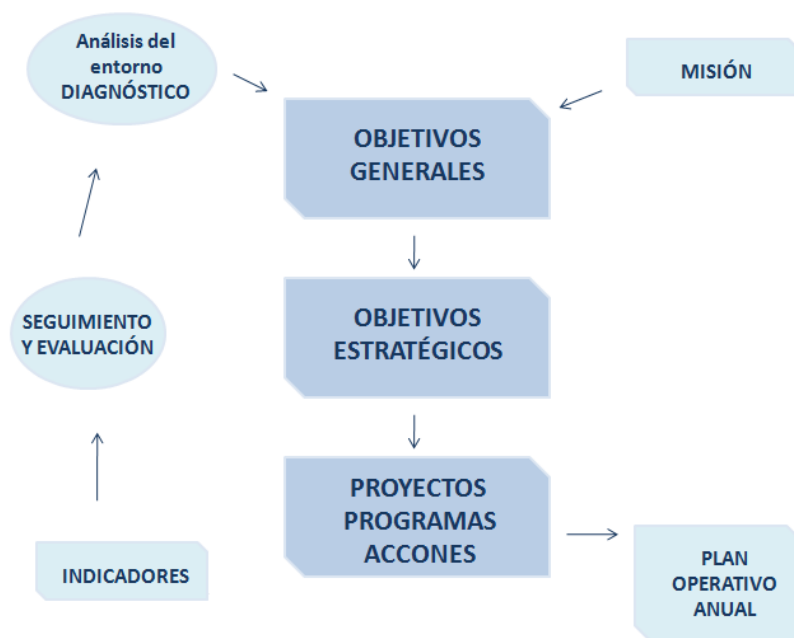 Análisis del
entorno
DIAGNÓSTICO
MISIÓN
OBJETIVOS
GENERALES
SEGUIMIENTO
Y EVALUACIÓN
OBJETIVOS
ESTRATÉGICOS
PROYECTOS
PROGRAMAS
ACCONES
INDICADORES
PLAN
OPERATIVO
ANUAL